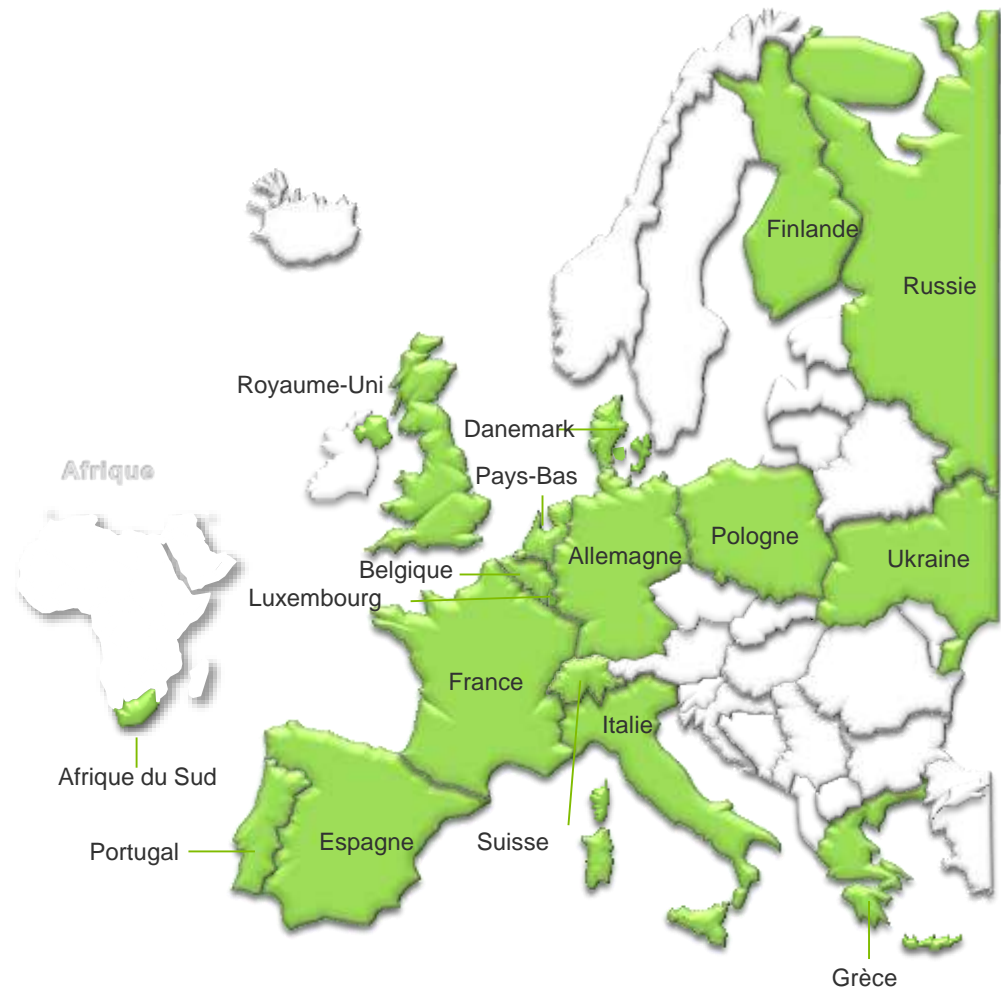 Finlande
Russie
Royaume-Uni
Danemark
Afrique
Pays-Bas
Pologne
Allemagne
Ukraine
Belgique
Luxembourg
France
Italie
Afrique du Sud
Espagne
Suisse
Portugal
Grèce